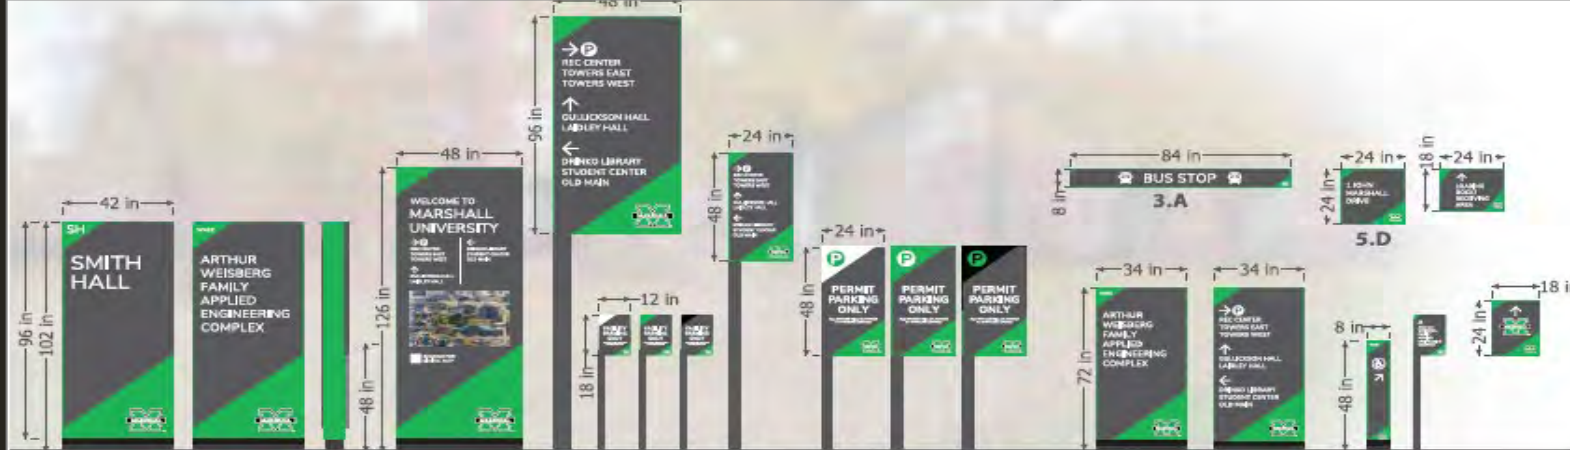 42 in
96 in
102 in
SH
SMITH
HALL
ARTHUR
WEISBERG
FAMILY
APPLIED
ENGINEERING
COMPLEX
48 in
126 in
48 in
WELCOME TO
MARSHALL
UNIVERSITY
48 in
96 in
P
REC CENTER
TOWERS EAST
TOWERS WEST
GULLICKSON HALL
LAIDLEY HALL
DRINKO LIBRARY
STUDENT CENTER
OLD MAIN
12 in
18 in
24 in
48 in
24 in
48 in
P
PERMIT
PARKING
ONLY
P
PERMIT
PARKING
ONLY
P
PERMIT
PARKING
ONLY
84 in
8 in
BUS STOP
3.A
34 in
72 in
ARTHUR
WEISBERG
FAMILY
APPLIED
ENGINEERING
COMPLEX
34 in
P
REC CENTER
TOWERS EAST
TOWERS WEST
GULLICKSON HALL
LAIDLEY HALL
DRINKO LIBRARY
STUDENT CENTER
OLD MAIN
24 in
24 in
1 JOHN
MARSHALL
DRIVE
5.D
18 in
24 in
8 in
48 in
18 in
24 in